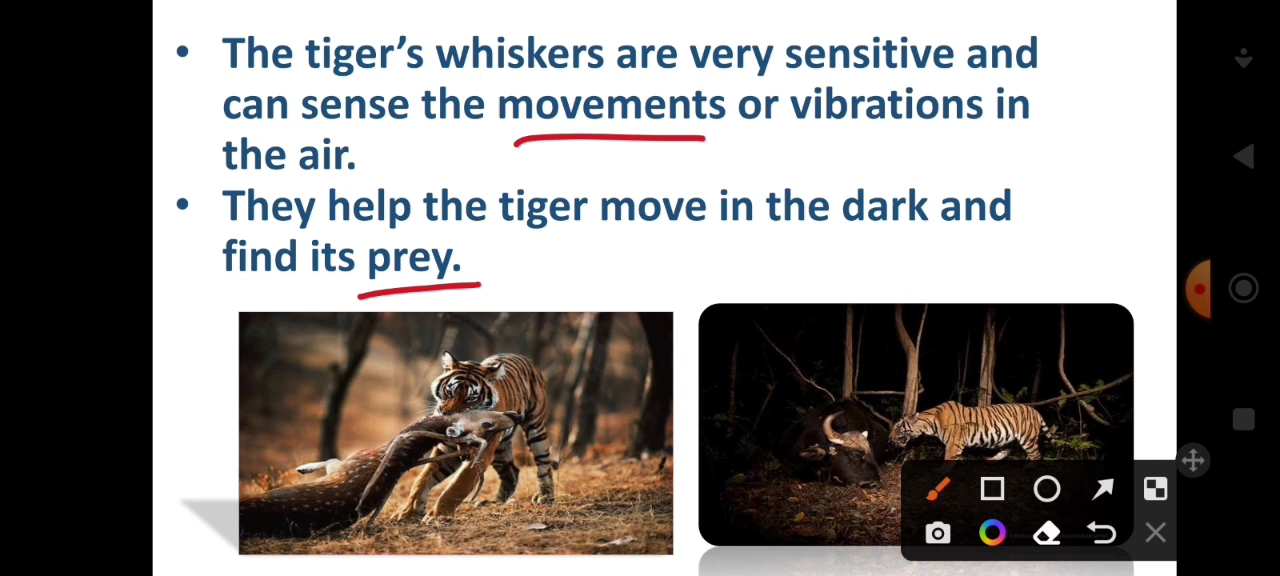 • The tiger’s whiskers are very sensitive and
can sense the movements or vibrations in
the air.
• They help the tiger move in the dark and
find its prey.